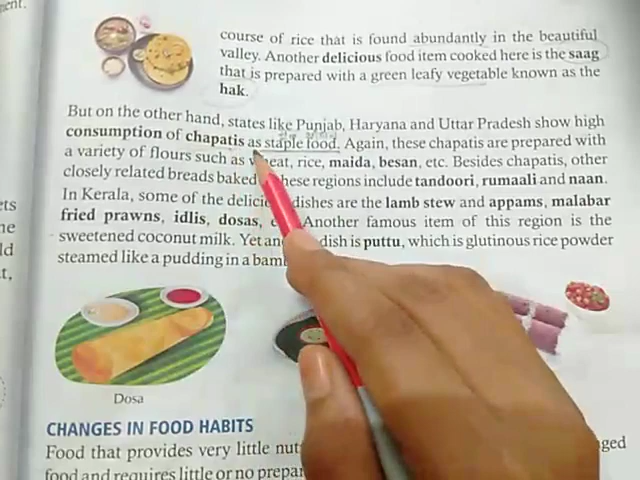 ment.
course of rice that is found abundantly in the beautiful
valley. Another delicious food item cooked here is the saag
that is prepared with a green leafy vegetable known as the
hak.
But on the other hand, states like Punjab, Haryana and Uttar Pradesh show high
consumption of chapatis as staple food. Again, these chapatis are prepared with
a variety of flours such as wheat, rice, maida, besan, etc. Besides chapatis, other
closely related breads baked these regions include tandoori, rumaali and naan.
In Kerala, some of the delicious dishes are the lamb stew and appams, malabar
ets
fried prawns, idlis, dosas, Another famous item of this region is the
sweetened coconut milk. Yet dish is puttu, which is glutinous rice powder
ld
steamed like a pudding in a
t,
Dosa
CHANGES IN FOOD HABITS
Food that provides very little
food and requires little or no